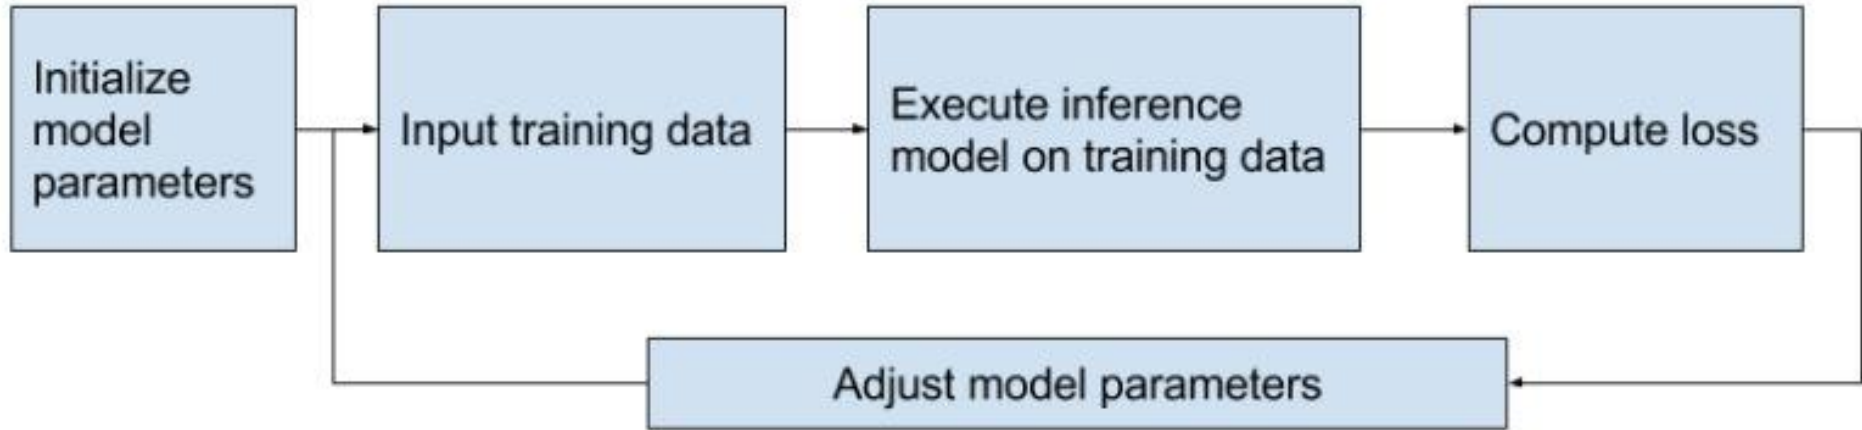 Initialize
model
parameters
Input training data
Execute inference
model on training data
Compute loss
Adjust model parameters